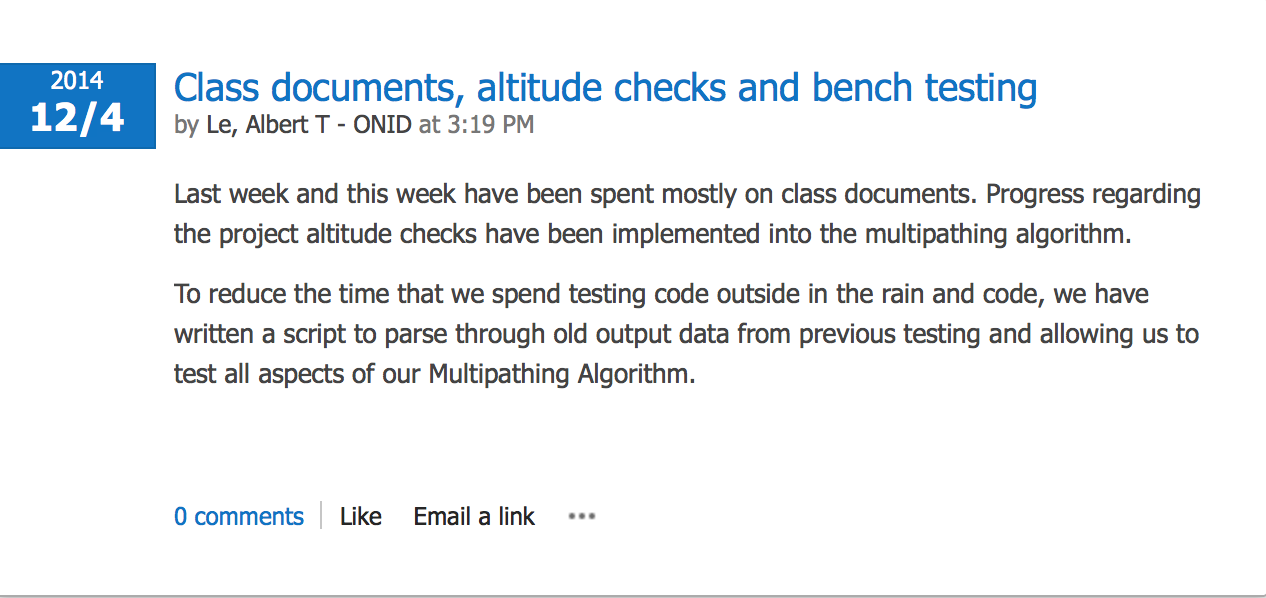 2014
12/4
Class documents, altitude checks and bench testing
by Le, Albert T - ONID at 3:19 PM
Last week and this week have been spent mostly on class documents. Progress regarding
the project altitude checks have been implemented into the multipathing algorithm.
To reduce the time that we spend testing code outside in the rain and code, we have
written a script to parse through old output data from previous testing and allowing us to
test all aspects of our Multipathing Algorithm.
0 comments Like Email a link •••